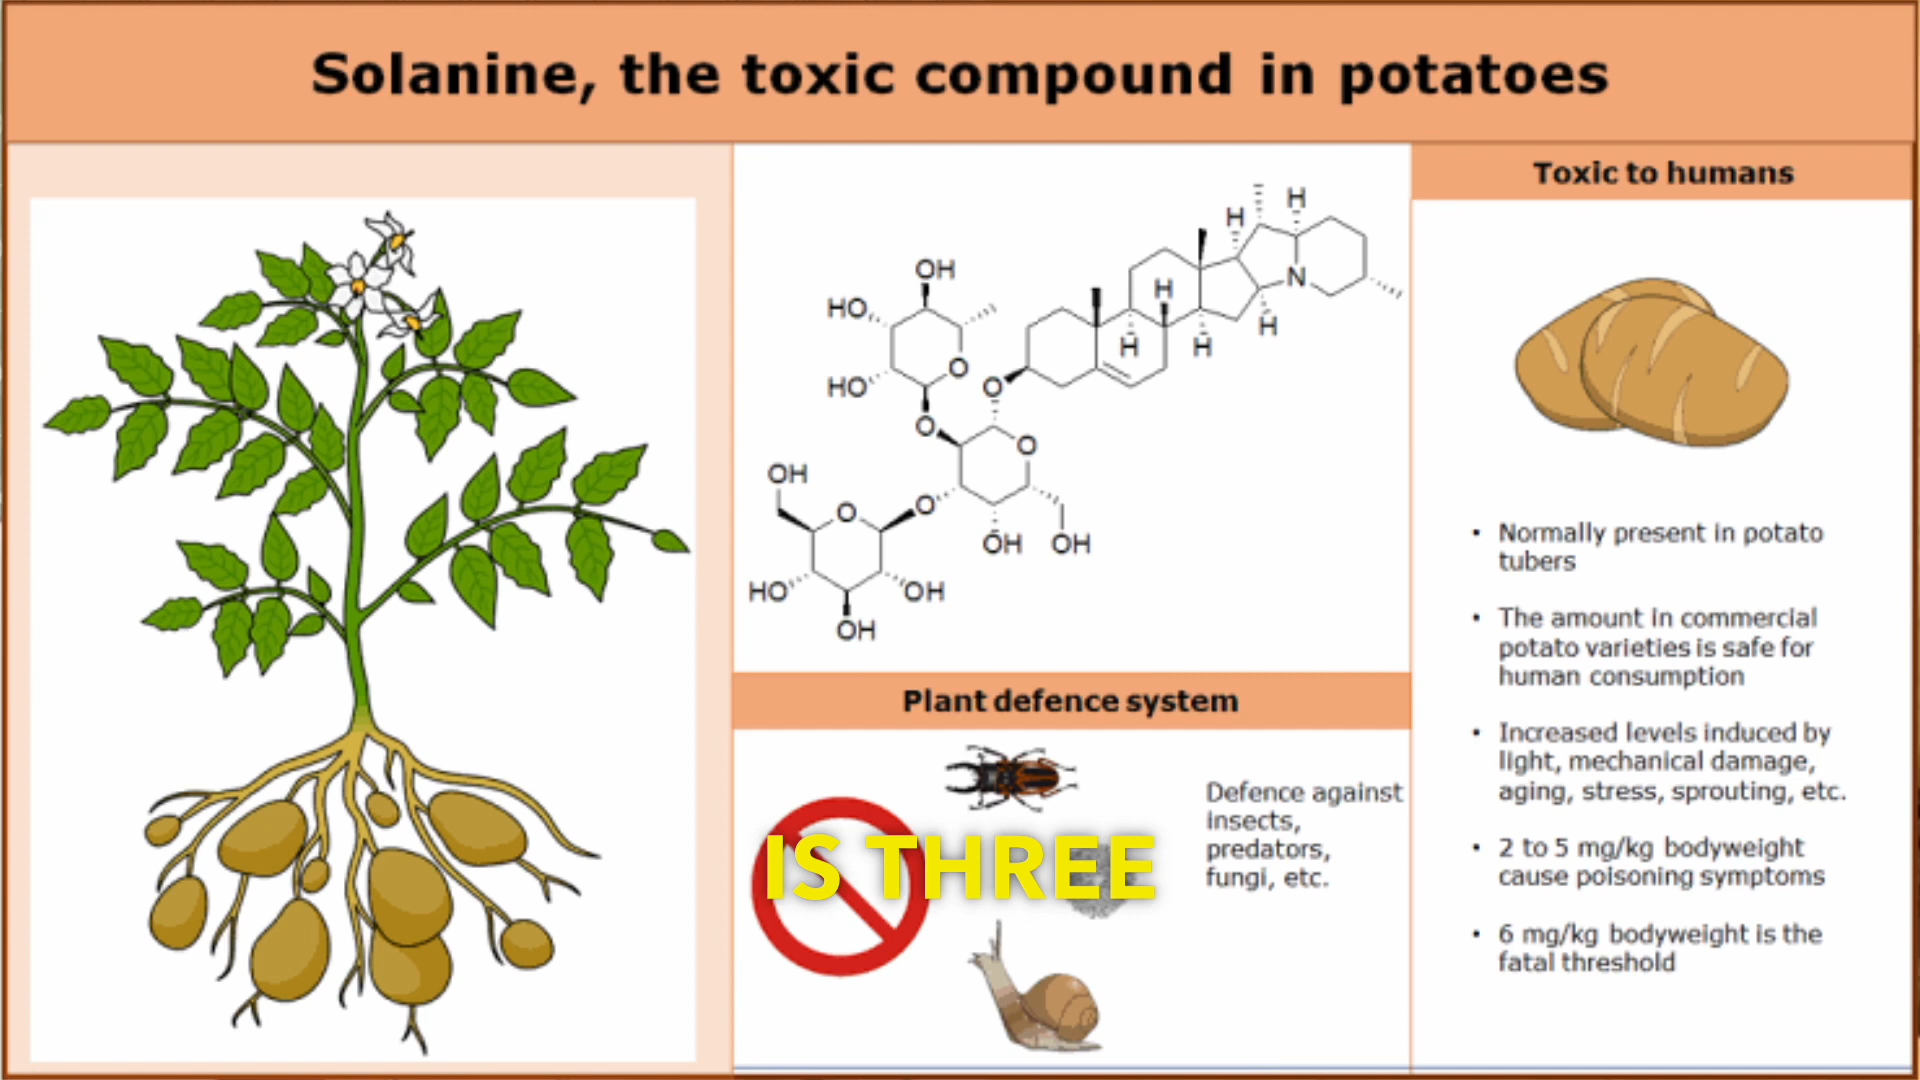 Solanine, the toxic compound in potatoes
OH
HO
HO
O
O
O
O
OH
O
O
OH
OH
HO
OH
OH
H
H
N
H
H
H
H
Plant defence system
Defence against
insects,
predators,
fungi, etc.
IS THREE
Toxic to humans
• Normally present in potato
tubers
• The amount in commercial
potato varieties is safe for
human consumption
• Increased levels induced by
light, mechanical damage,
aging, stress, sprouting, etc.
• 2 to 5 mg/kg bodyweight
cause poisoning symptoms
• 6 mg/kg bodyweight is the
fatal threshold